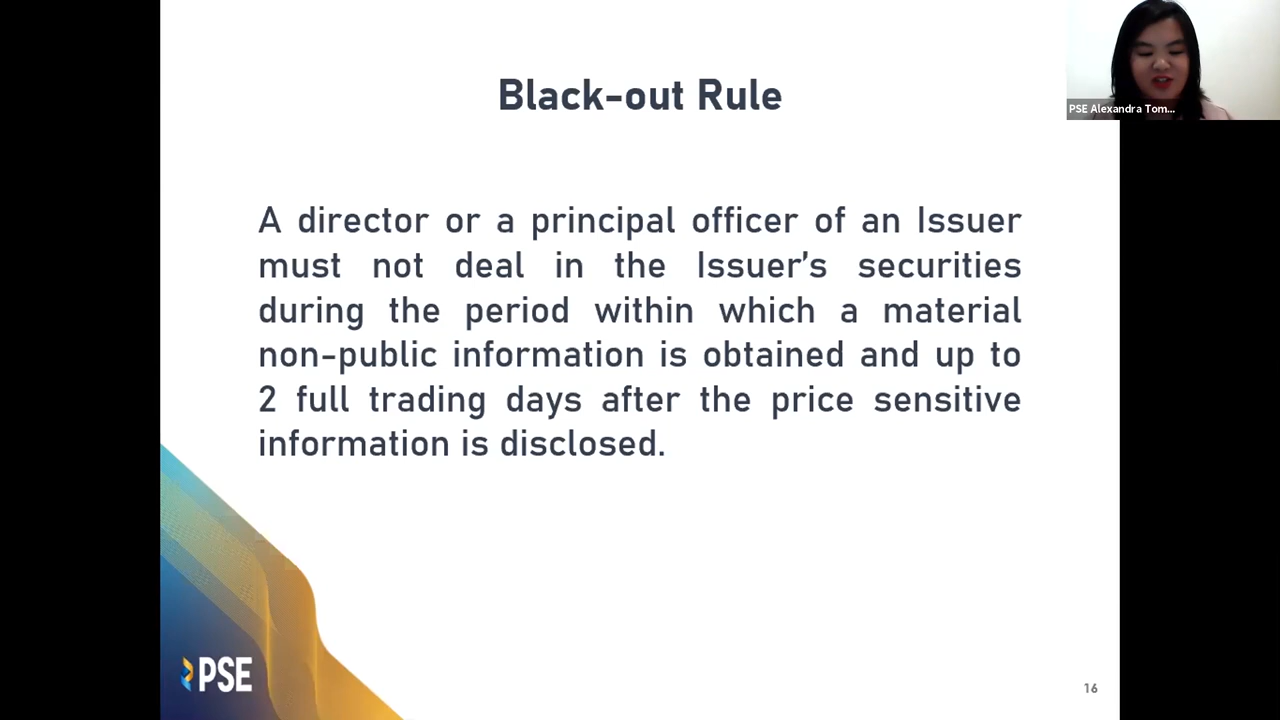 Black-out Rule
PSE Alexandra Tom...
A director or a principal officer of an Issuer
must not deal in the Issuer’s securities
during the period within which a material
non-public information is obtained and up to
2 full trading days after the price sensitive
information is disclosed.
PSE
16